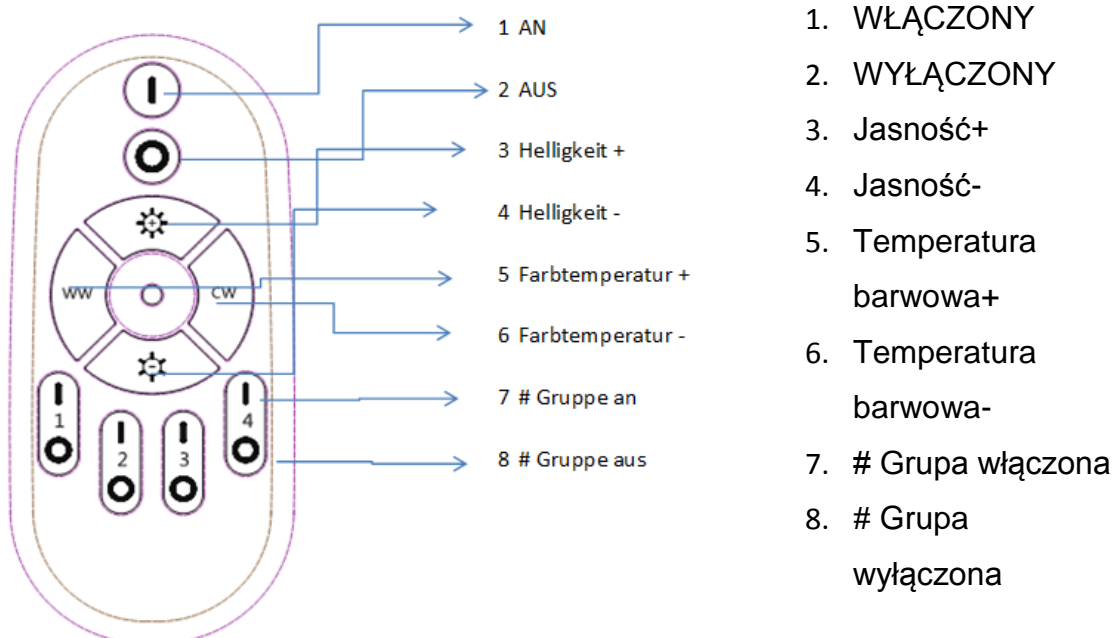 1 AN
2 AUS
3 Helligkeit +
4 Helligkeit -
5 Farbtemperatur +
6 Farbtemperatur -
7 # Gruppe an
8 # Gruppe aus
WW
CW
1
2
3
4
1. WŁĄCZONY
2. WYŁĄCZONY
3. Jasność+
4. Jasność-
5. Temperatura
barwowa+
6. Temperatura
barwowa-
7. # Grupa włączona
8. # Grupa
wyłączona